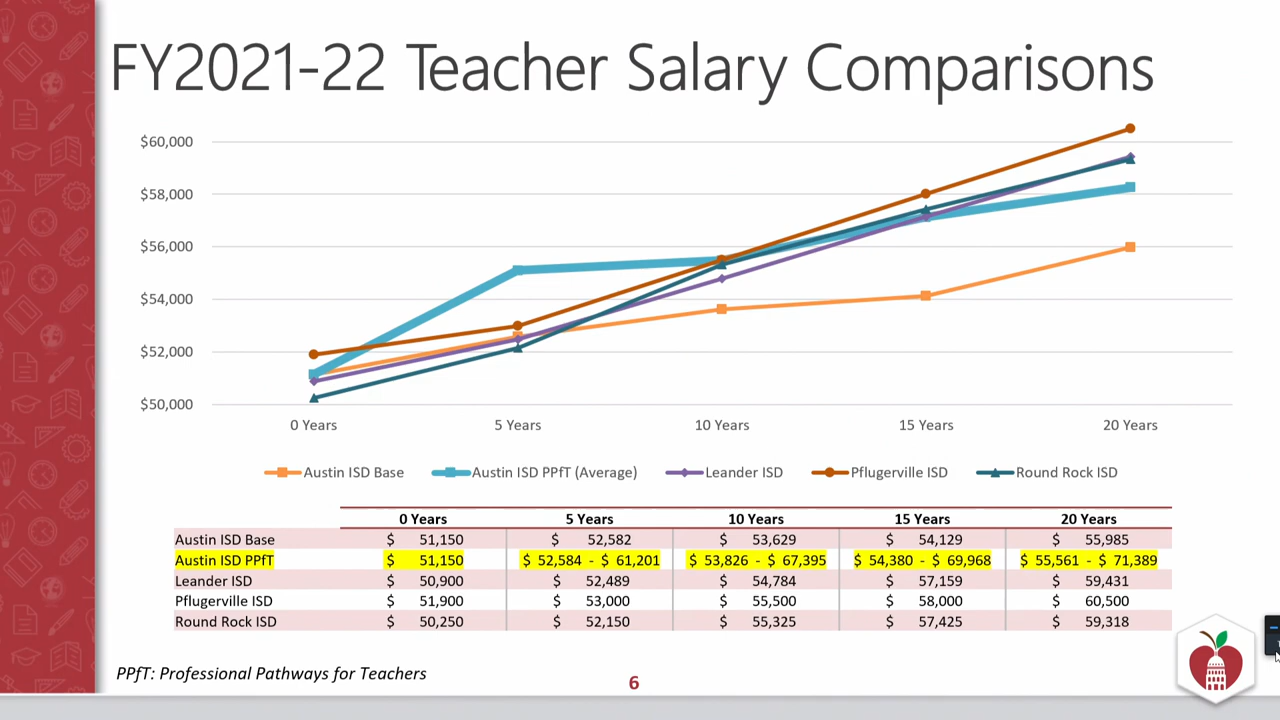 FY2021-22 Teacher Salary Comparisons
$60,000
$58,000
$56,000
$54,000
$52,000
$50,000
0 Years 5 Years 10 Years 15 Years 20 Years
Austin ISD Base Austin ISD PPfT (Average) Leander ISD Pflugerville ISD Round Rock ISD
0 Years 5 Years 10 Years 15 Years 20 Years
Austin ISD Base $ 51,150 $ 52,582 $ 53,629 $ 54,129 $ 55,985
Austin ISD PPfT $ 51,150 $ 52,584 - $ 61,201 $ 53,826 - $ 67,395 $ 54,380 - $ 69,968 $ 55,561 - $ 71,389
Leander ISD $ 50,900 $ 52,489 $ 54,784 $ 57,159 $ 59,431
Pflugerville ISD $ 51,900 $ 53,000 $ 55,500 $ 58,000 $ 60,500
Round Rock ISD $ 50,250 $ 52,150 $ 55,325 $ 57,425 $ 59,318
PPfT: Professional Pathways for Teachers
6